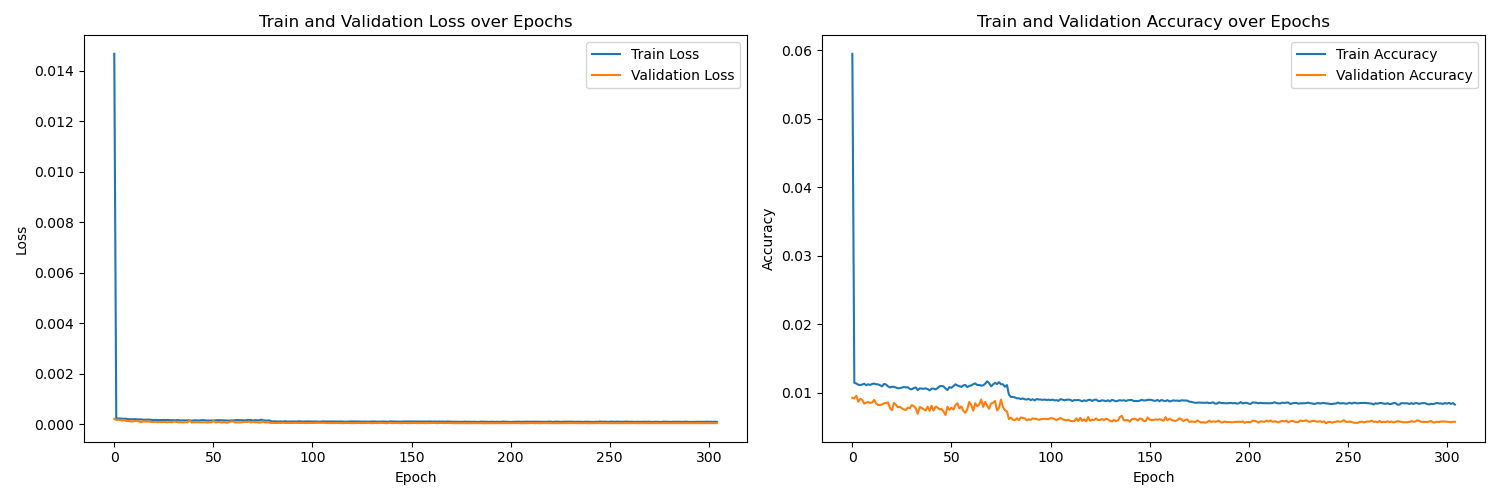 Train and Validation Loss over Epochs
Train Loss
Validation Loss
0.014
0.012
0.010
0.008
0.006
0.004
0.002
0.000
Loss
0
50
100
150
200
250
300
Epoch
Train and Validation Accuracy over Epochs
Train Accuracy
Validation Accuracy
0.06
0.05
0.04
0.03
0.02
0.01
Accuracy
0
50
100
150
200
250
300
Epoch